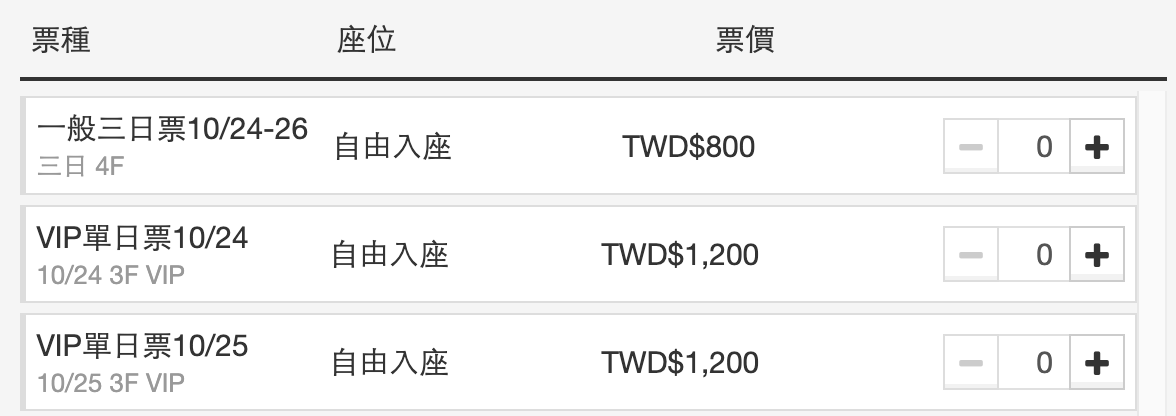 票種 座位 票價
一般三日票10/24-26
三日 4F
自由入座 TWD$800 0
VIP單日票10/24
10/24 3F VIP
自由入座 TWD$1,200 0
VIP單日票10/25
10/25 3F VIP
自由入座 TWD$1,200 0